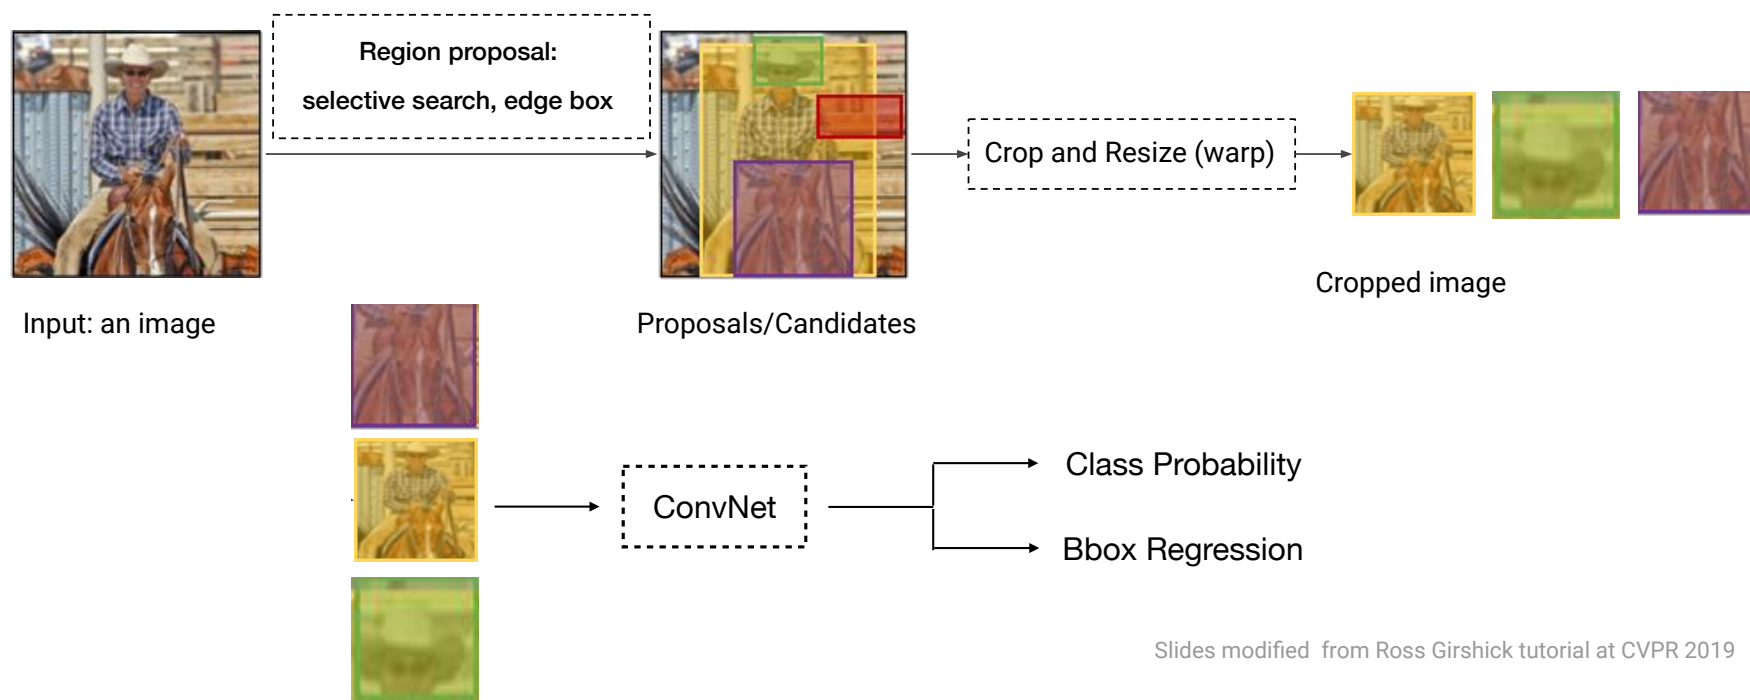 Region proposal:
selective search, edge box
Crop and Resize (warp)
Cropped image
Input: an image
Proposals/Candidates
ConvNet
Class Probability
Bbox Regression
Slides modified from Ross Girshick tutorial at CVPR 2019